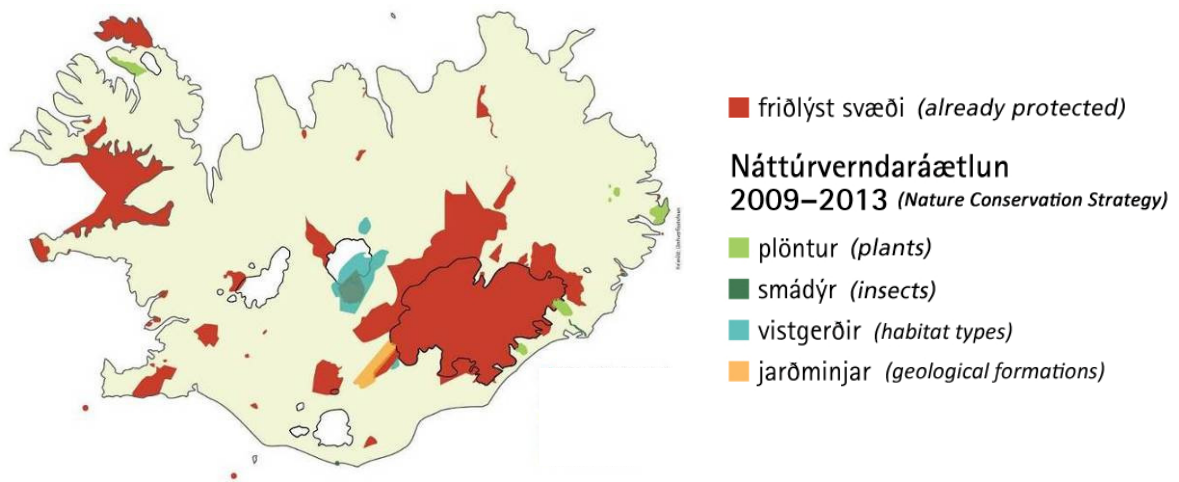 friðlýst svæði (already protected)
Náttúrverndaráætlun
2009–2013 (Nature Conservation Strategy)
plöntur (plants)
smádýr (insects)
vistgerðir (habitat types)
jarðminjar (geological formations)